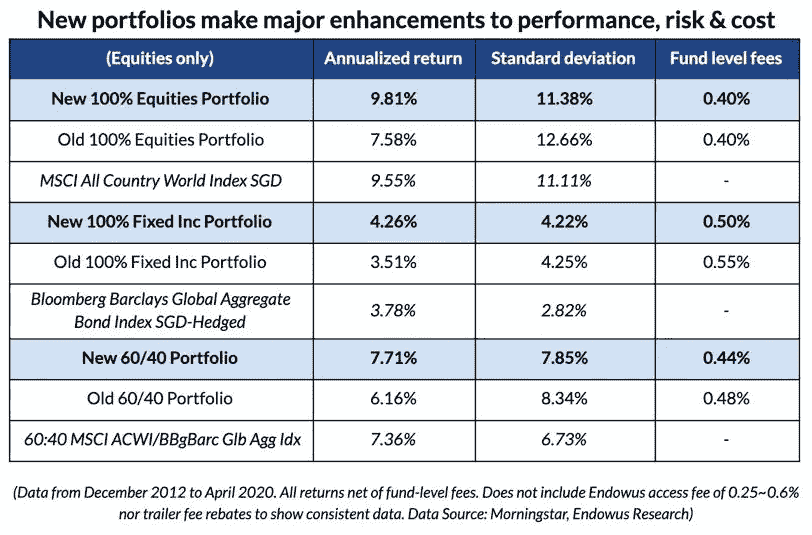 New portfolios make major enhancements to performance, risk & cost
(Equities only) Annualized return Standard deviation Fund level fees
New 100% Equities Portfolio 9.81% 11.38% 0.40%
Old 100% Equities Portfolio 7.58% 12.66% 0.40%
MSCI All Country World Index SGD 9.55% 11.11% -
New 100% Fixed Inc Portfolio 4.26% 4.22% 0.50%
Old 100% Fixed Inc Portfolio 3.51% 4.25% 0.55%
Bloomberg Barclays Global Aggregate
Bond Index SGD-Hedged 3.78% 2.82% -
New 60/40 Portfolio 7.71% 7.85% 0.44%
Old 60/40 Portfolio 6.16% 8.34% 0.48%
60:40 MSCI ACWI/BBgBarc Glb Agg Idx 7.36% 6.73% -
(Data from December 2012 to April 2020. All returns net of fund-level fees. Does not include Endowus access fee of 0.25~0.6%
nor trailer fee rebates to show consistent data. Data Source: Morningstar, Endowus Research)